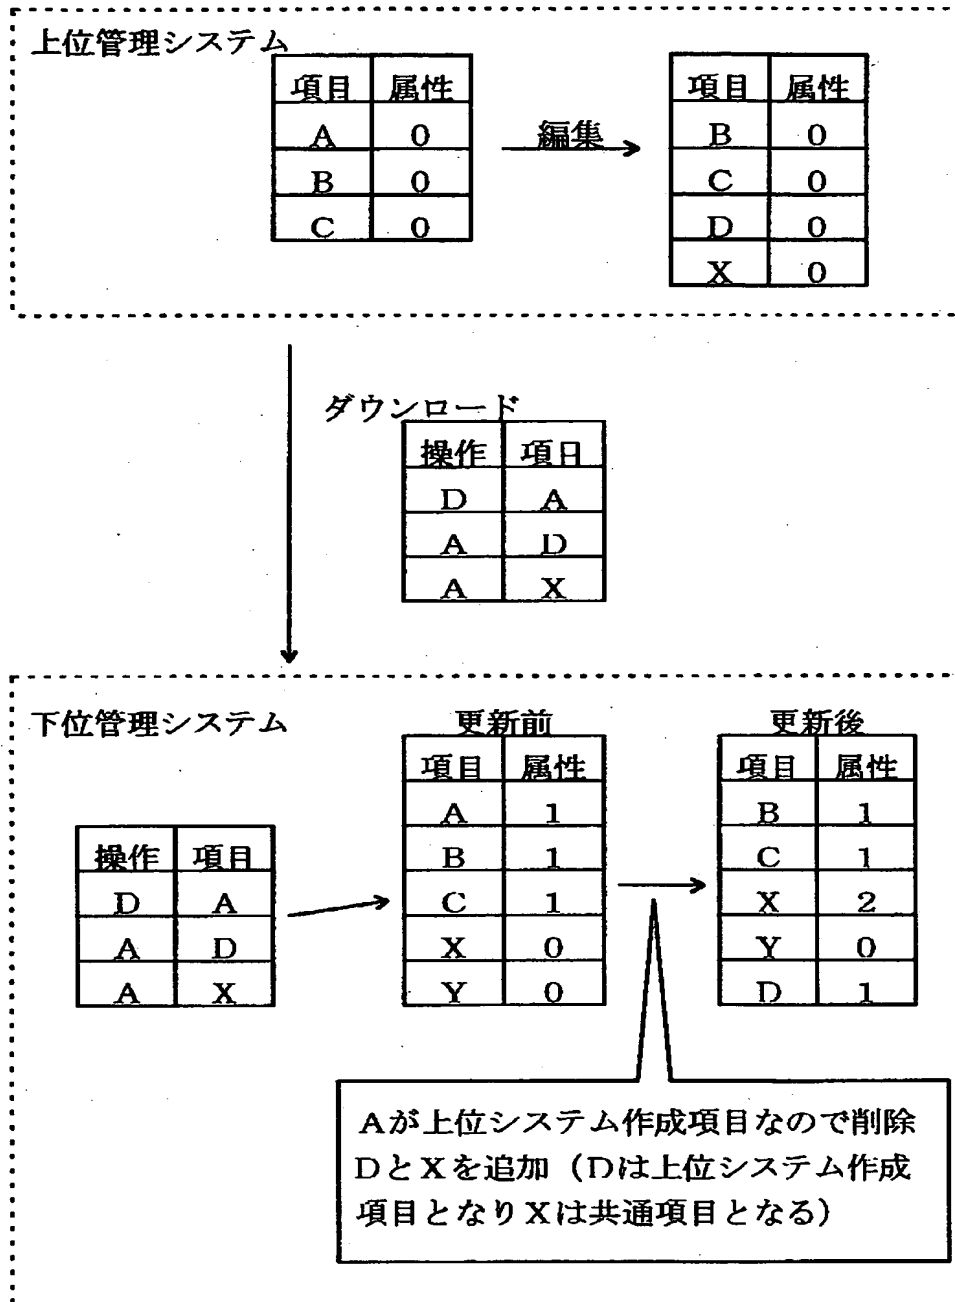 上位管理システム
項目 属性
A 0
B 0
C 0
編集
項目 属性
B 0
C 0
D 0
X 0
ダウンロード
操作 項目
D A
A D
A X
下位管理システム
操作 項目
D A
A D
A X
更新前
項目 属性
A 1
B 1
C 1
X 0
Y 0
更新後
項目 属性
B 1
C 1
X 2
Y 0
D 1
Aが上位システム作成項目なので削除
DとXを追加（Dは上位システム作成
項目となりXは共通項目となる）